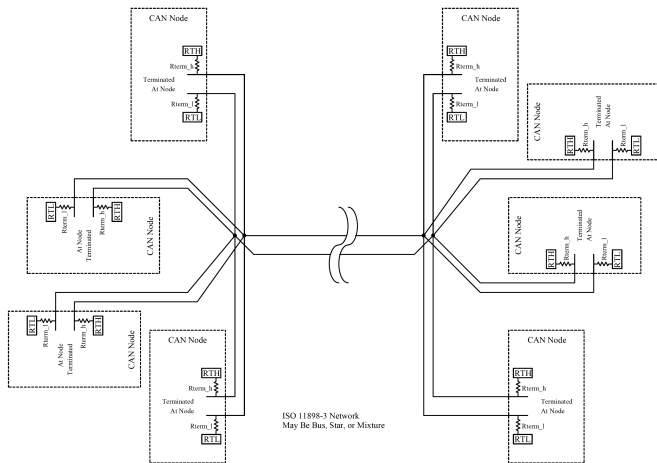 CAN Node
RTH
Rterm_h
Terminated
At Node
Rterm_l
RTL
CAN Node
RTH
Rterm_h
Terminated
At Node
Rterm_l
RTL
CAN Node
RTH
Rterm_h
Terminated
At Node
Rterm_l
RTL
CAN Node
RTL
Rterm_l
At Node
Terminated
Rterm_h
RTH
CAN Node
RTH
Rterm_h
Terminated
At Node
Rterm_l
RTL
CAN Node
RTL
Rterm_l
At Node
Terminated
Rterm_h
RTH
CAN Node
RTH
Rterm_h
Terminated
At Node
Rterm_l
RTL
CAN Node
RTH
Rterm_h
Terminated
At Node
Rterm_l
RTL
ISO 11898-3 Network
May Be Bus, Star, or Mixture